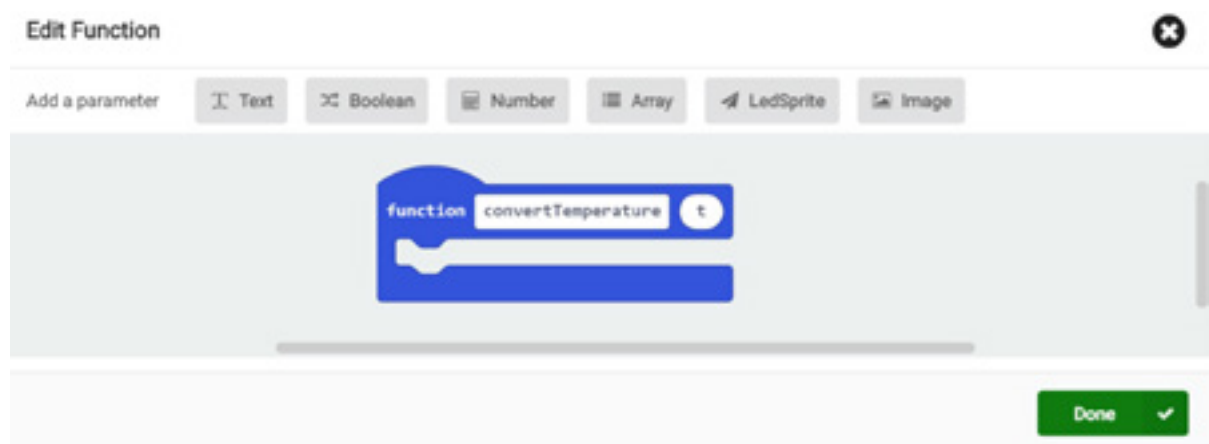 Edit Function
Add a parameter Text Boolean Number Array LedSprite Image
function convertTemperature t
Done